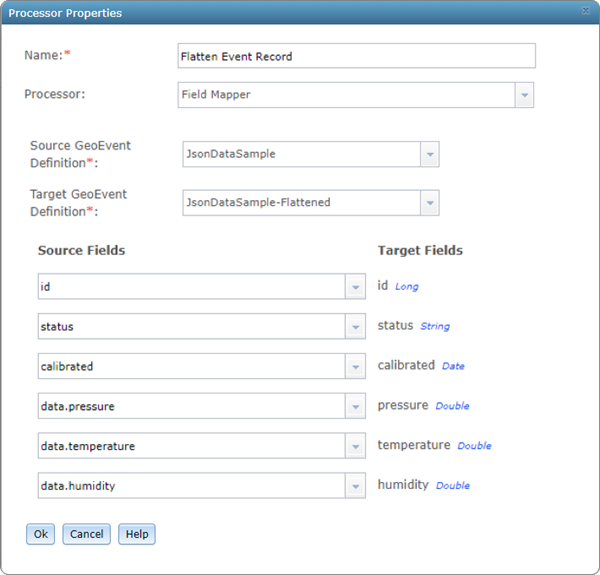 Processor Properties
Name:* Flatten Event Record
Processor: Field Mapper
Source GeoEvent
Definition*: JsonDataSample
Target GeoEvent
Definition*: JsonDataSample-Flattened
Source Fields Target Fields
id id Long
status status String
calibrated calibrated Date
data.pressure pressure Double
data.temperature temperature Double
data.humidity humidity Double
Ok Cancel Help